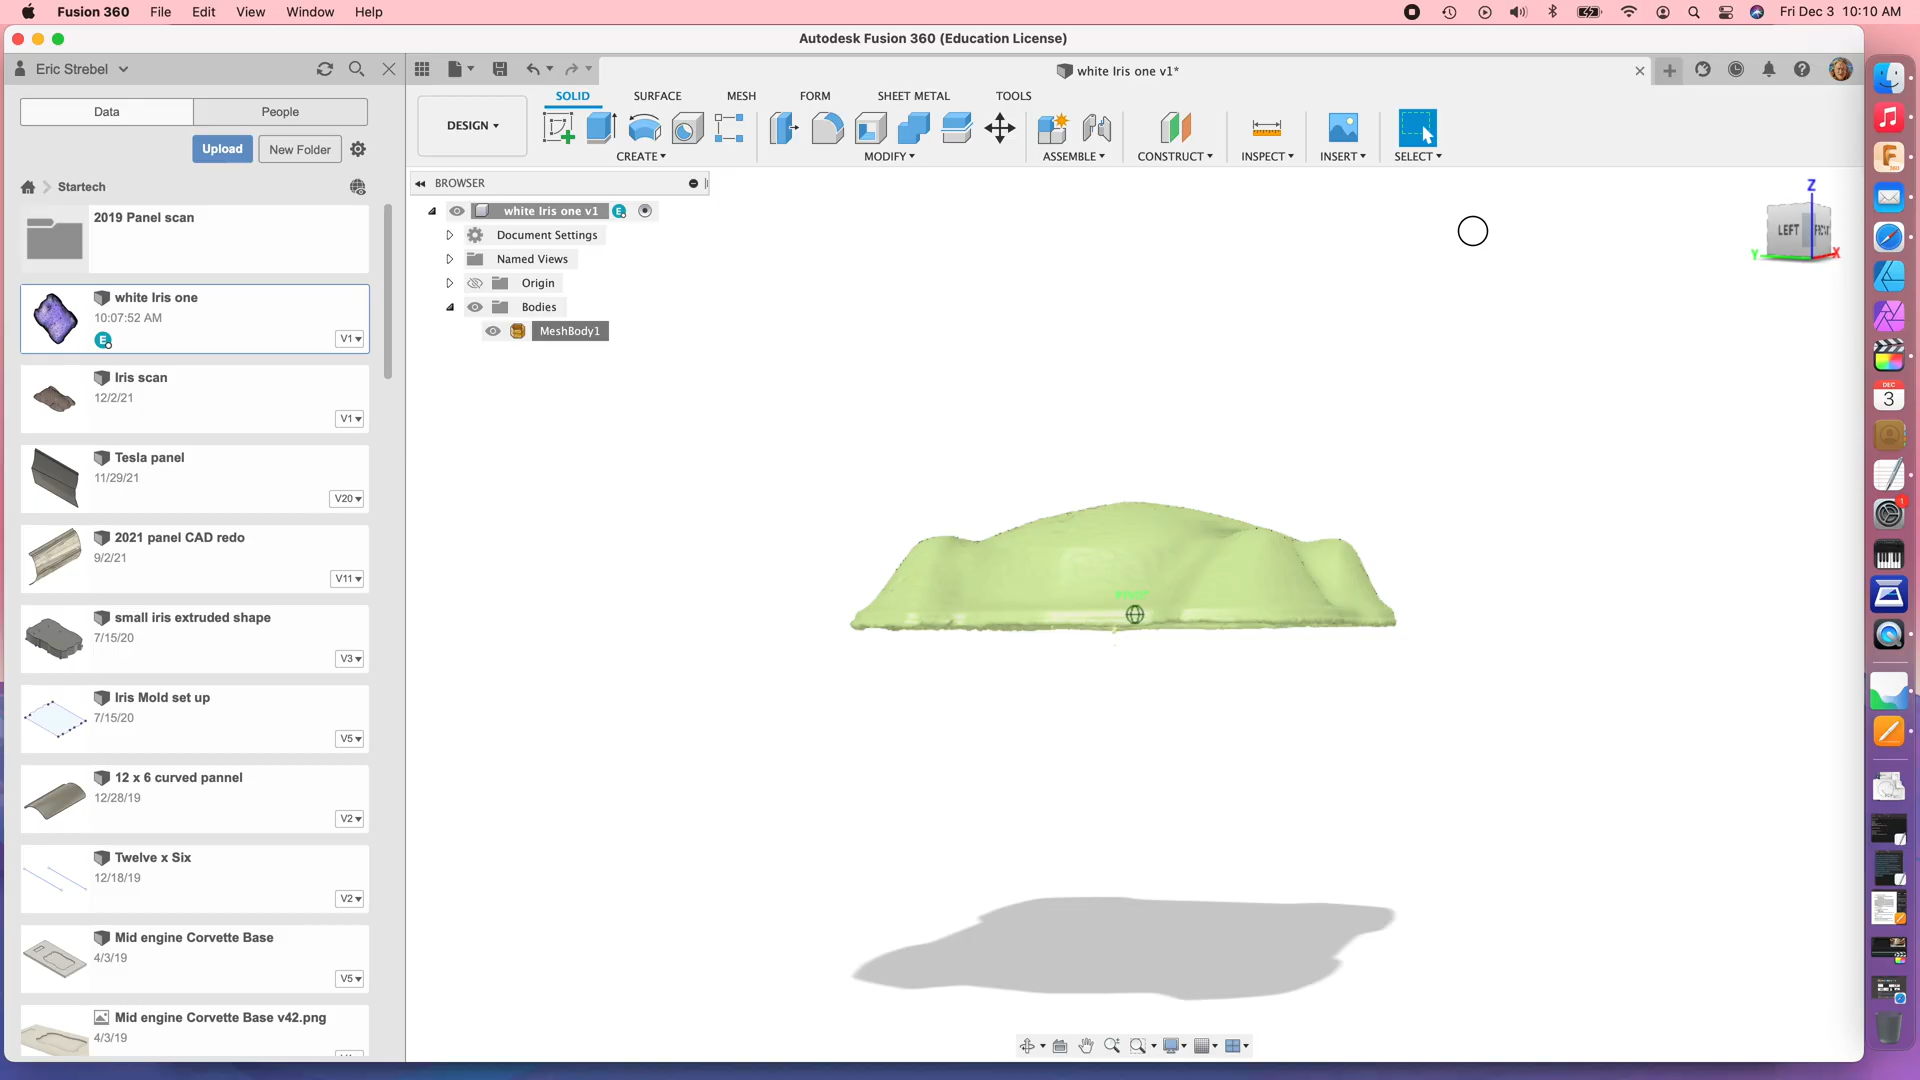 Fusion 360 File Edit View Window Help Fri Dec 3 10:10 AM
Autodesk Fusion 360 (Education License)
Eric Strebel
white Iris one v1*
Data People
Upload New Folder
Startech
2019 Panel scan
white Iris one
10:07:52 AM
E
V1
Iris scan
12/2/21
V1
Tesla panel
11/29/21
V20
2021 panel CAD redo
9/2/21
V11
small iris extruded shape
7/15/20
V3
Iris Mold set up
7/15/20
V5
12 x 6 curved pannel
12/28/19
V2
Twelve x Six
12/18/19
V2
Mid engine Corvette Base
4/3/19
V5
Mid engine Corvette Base v42.png
4/3/19
SOLID SURFACE MESH FORM SHEET METAL TOOLS
DESIGN
CREATE MODIFY ASSEMBLE CONSTRUCT INSPECT INSERT SELECT
BROWSER
white Iris one v1 E
Document Settings
Named Views
Origin
Bodies
MeshBody1
Z
LEFT
Y X
DEC
3
1